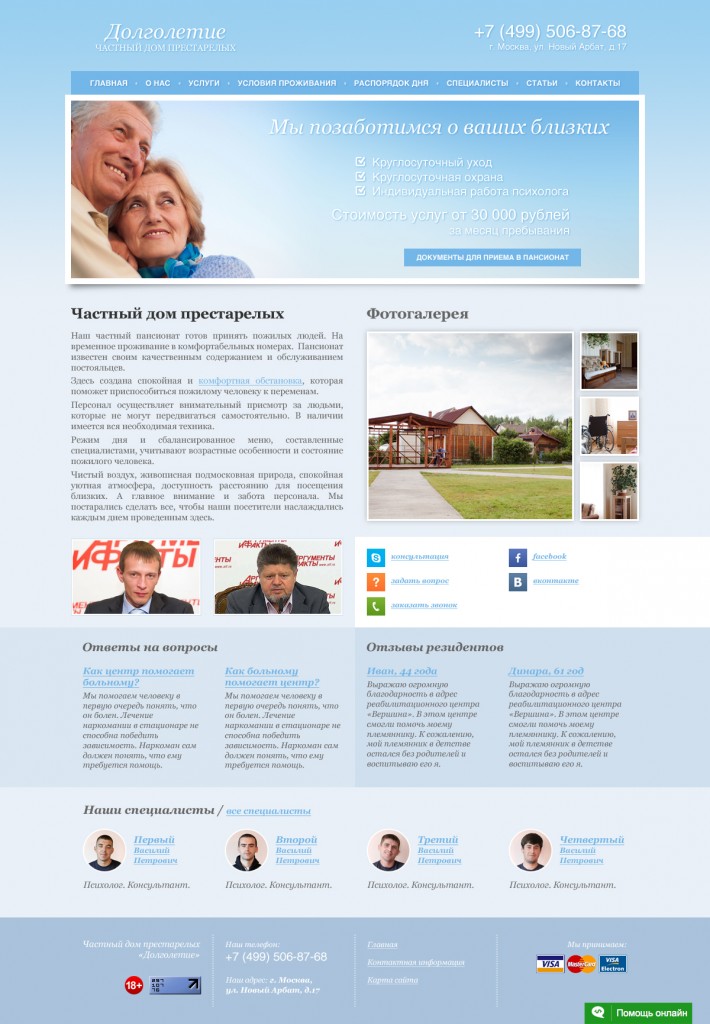 Долголетие
ЧАСТНЫЙ ДОМ ПРЕСТАРЕЛЫХ
+7 (499) 506-87-68
г. Москва, ул. Новый Арбат, д.17
ГЛАВНАЯ
О НАС
УСЛУГИ
УСЛОВИЯ ПРОЖИВАНИЯ
РАСПОРЯДОК ДНЯ
СПЕЦИАЛИСТЫ
СТАТЬИ
КОНТАКТЫ
Мы позаботимся о ваших близких
Круглосуточный уход
Круглосуточная охрана
Индивидуальная работа психолога
Стоимость услуг от 30 000 рублей
за месяц пребывания
ДОКУМЕНТЫ ДЛЯ ПРИЕМА В ПАНСИОНАТ
Частный дом престарелых
Наш частный пансионат готов принять пожилых людей. На
временное проживание в комфортабельных номерах. Пансионат
известен своим качественным содержанием и обслуживанием
постояльцев.
Здесь создана спокойная и комфортная обстановка, которая
поможет приспособиться пожилому человеку к переменам.
Персонал осуществляет внимательный присмотр за людьми,
которые не могут передвигаться самостоятельно. В наличии
имеется вся необходимая техника.
Режим дня и сбалансированное меню, составленные
специалистами, учитывают возрастные особенности и состояние
пожилого человека.
Чистый воздух, живописная подмосковная природа, спокойная
уютная атмосфера, доступность расстоянию для посещения
близких. А главное внимание и забота персонала. Мы
постарались сделать все, чтобы наши посетители наслаждались
каждым днем проведенным здесь.
Фотогалерея
консультация
задать вопрос
заказать звонок
facebook
вконтакте
Ответы на вопросы
Как центр помогает
больному?
Мы помогаем человеку в
первую очередь понять, что
он болен. Лечение
наркомании в стационаре не
способна победить
зависимость. Наркоман сам
должен понять, что ему
требуется помощь.
Как больному
помогает центр?
Мы помогаем человеку в
первую очередь понять, что
он болен. Лечение
наркомании в стационаре не
способна победить
зависимость. Наркоман сам
должен понять, что ему
требуется помощь.
Отзывы резидентов
Иван, 44 года
Выражаю огромную
благодарность в адрес
реабилитационного центра
«Вершина». В этом центре
смогли помочь моему
племяннику. К сожалению,
мой племянник в детстве
остался без родителей и
воспитываю его я.
Динара, 61 год
Выражаю огромную
благодарность в адрес
реабилитационного центра
«Вершина». В этом центре
смогли помочь моему
племяннику. К сожалению,
мой племянник в детстве
остался без родителей и
воспитываю его я.
Наши специалисты / все специалисты
Первый
Василий
Петрович
Психолог. Консультант.
Второй
Василий
Петрович
Психолог. Консультант.
Третий
Василий
Петрович
Психолог. Консультант.
Четвертый
Василий
Петрович
Психолог. Консультант.
Частный дом престарелых
«Долголетие»
18+
Наш телефон:
+7 (499) 506-87-68
Наш адрес: г. Москва,
ул. Новый Арбат, д.17
Главная
Контактная информация
Карта сайта
Мы принимаем:
VISA
MasterCard
VISA
Electron
Помощь онлайн